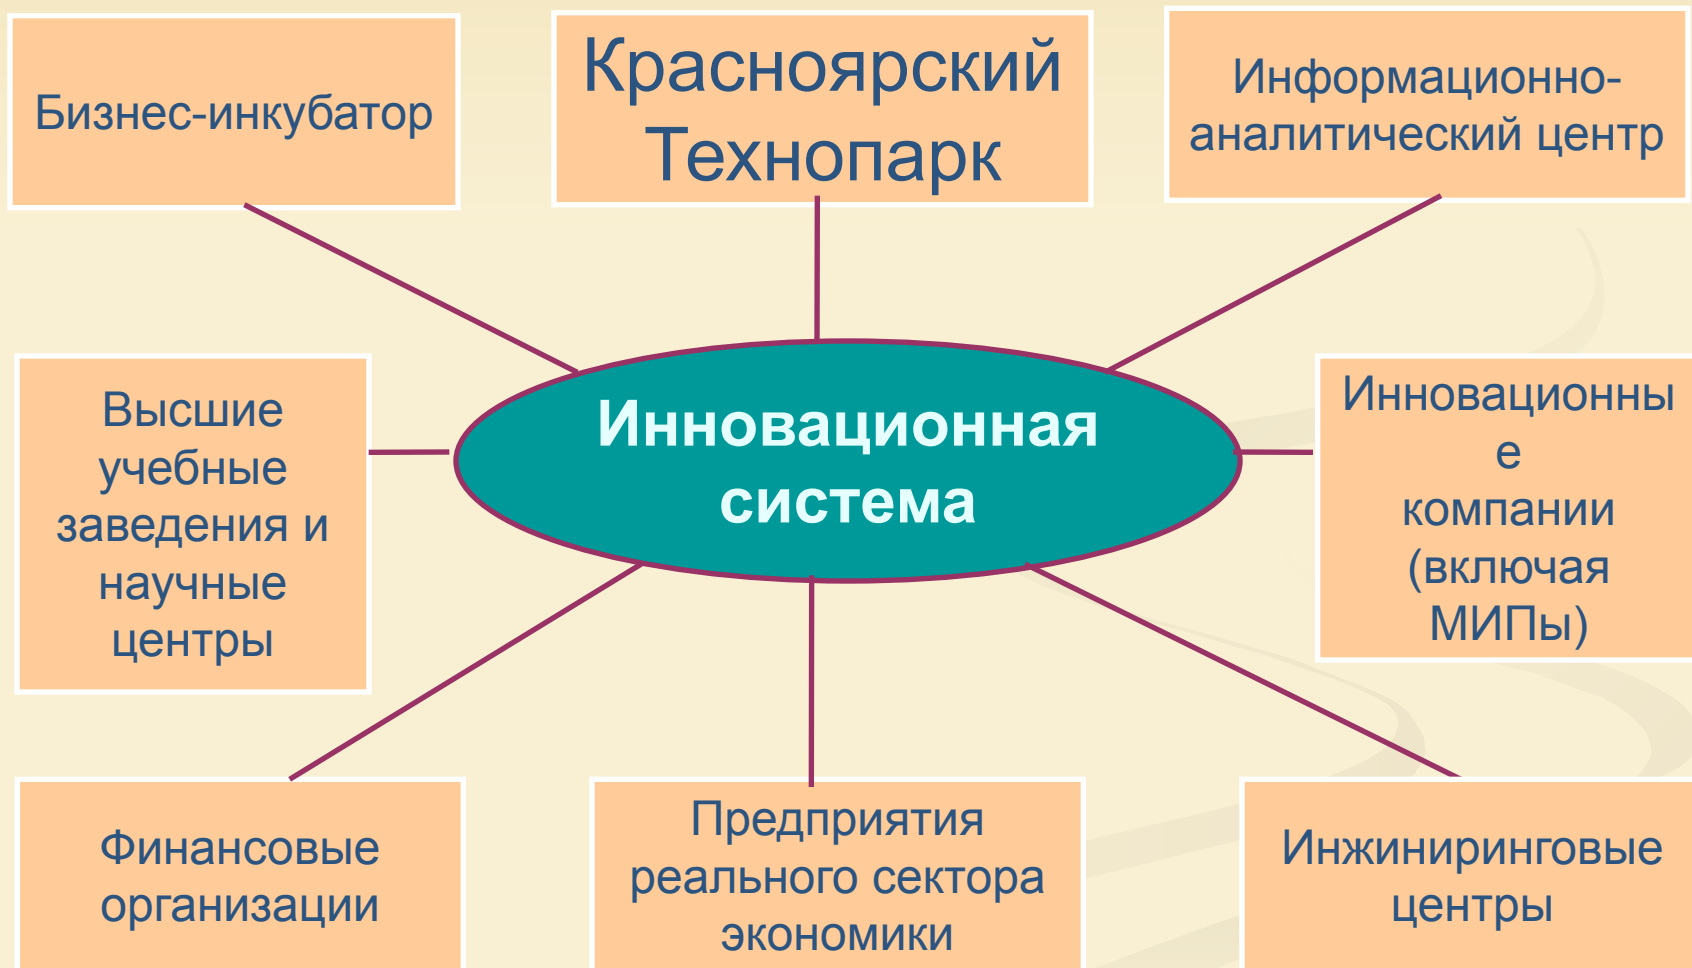 Бизнес-инкубатор
Красноярский
Технопарк
Информационно-
аналитический центр
Высшие
учебные
заведения и
научные
центры
Инновационная
система
Инновационны
е
компании
(включая
МИПы)
Финансовые
организации
Предприятия
реального сектора
экономики
Инжиниринговые
центры